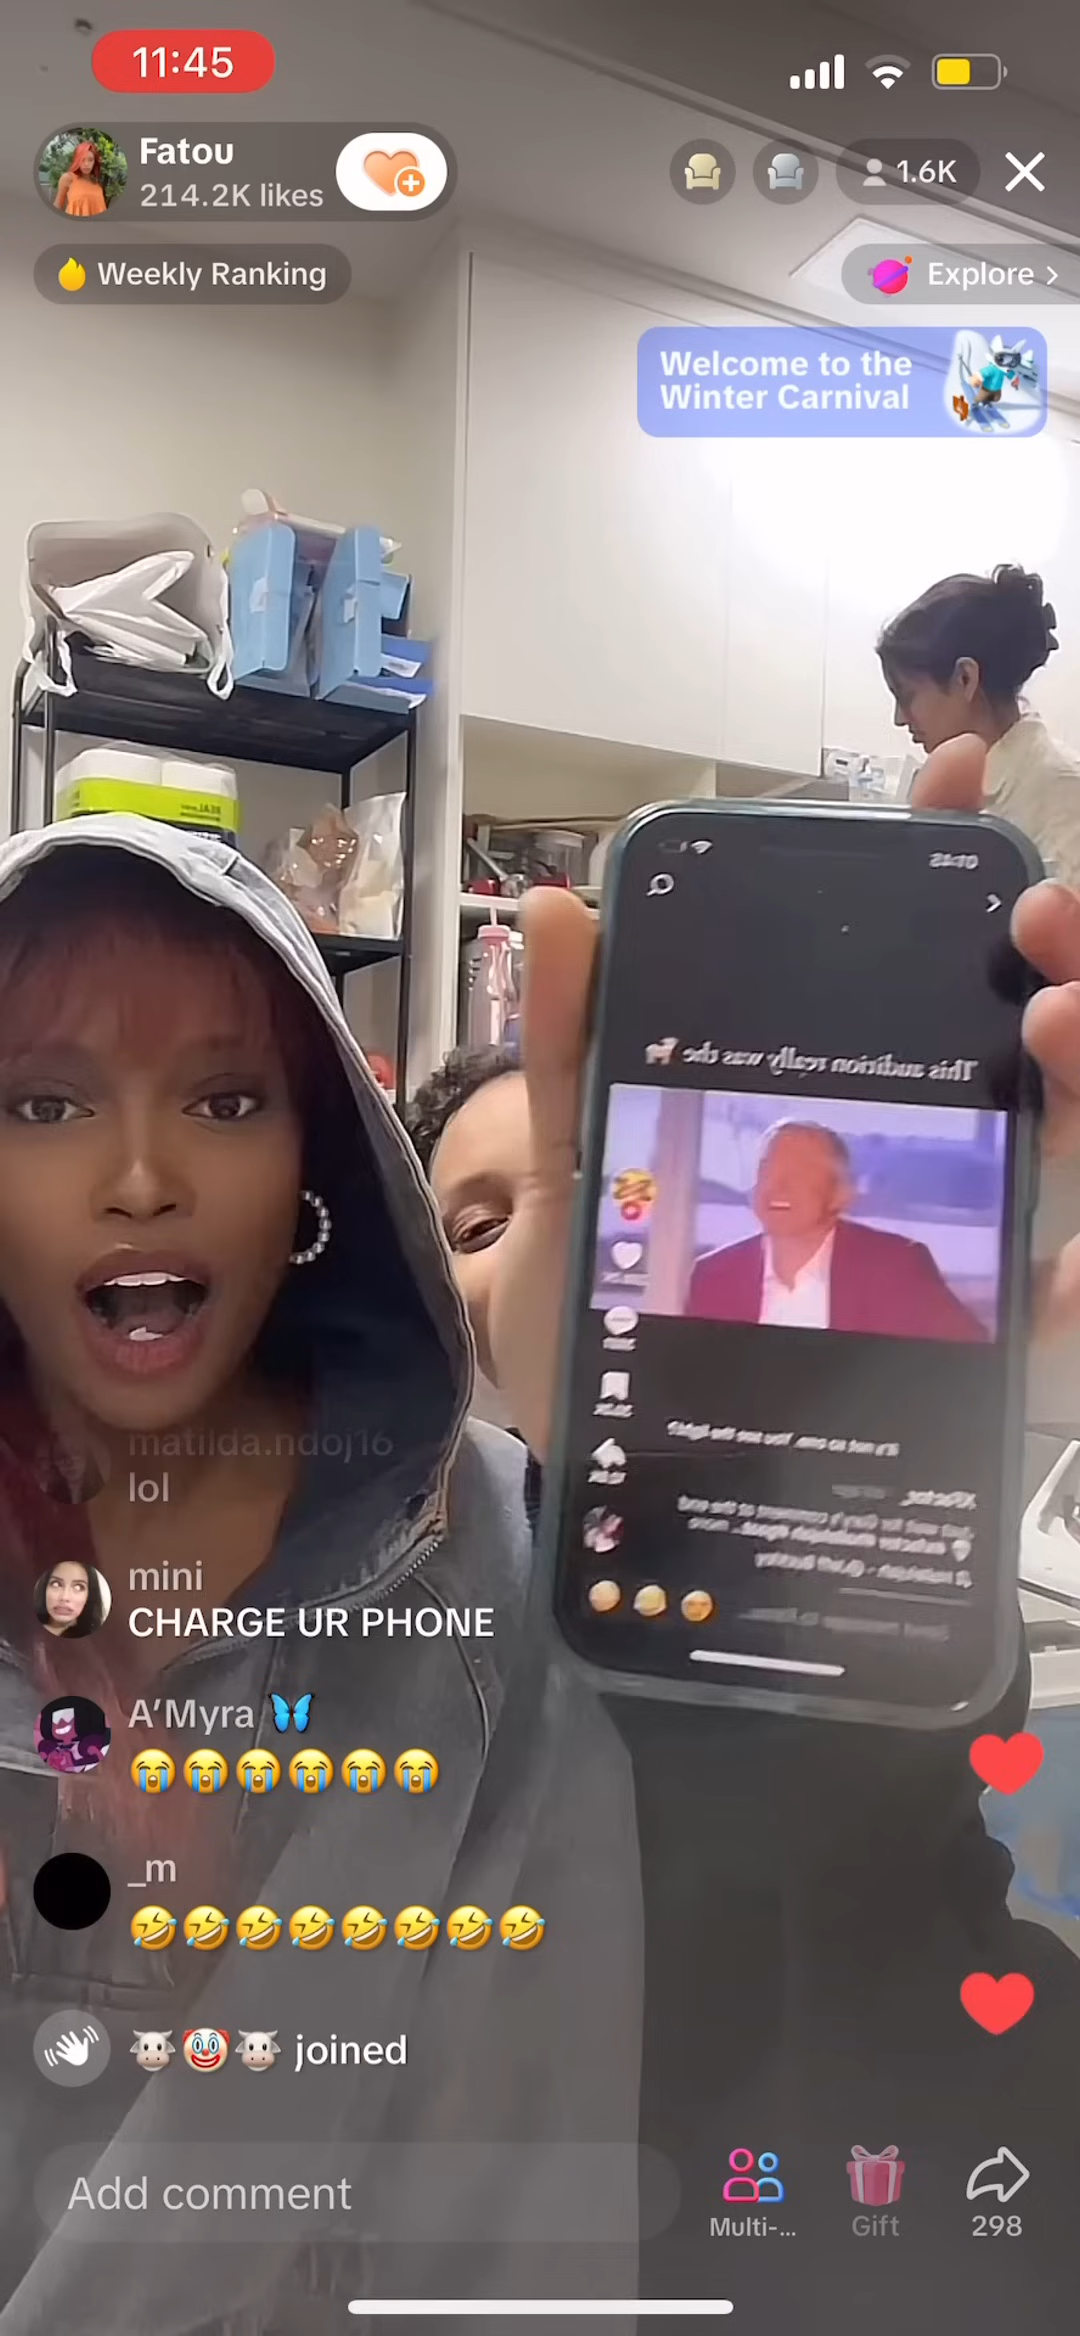 11:45
Fatou
214.2K likes
1.6K
Weekly Ranking
Explore >
Welcome to the
Winter Carnival
This audition really was the 🐐
matilda.ndoj16
lol
mini
CHARGE UR PHONE
A’Myra 🦋
😭😭😭😭😭😭
_m
🤣🤣🤣🤣🤣🤣🤣🤣
🐮🤡🐮 joined
Add comment
Multi-...
Gift
298